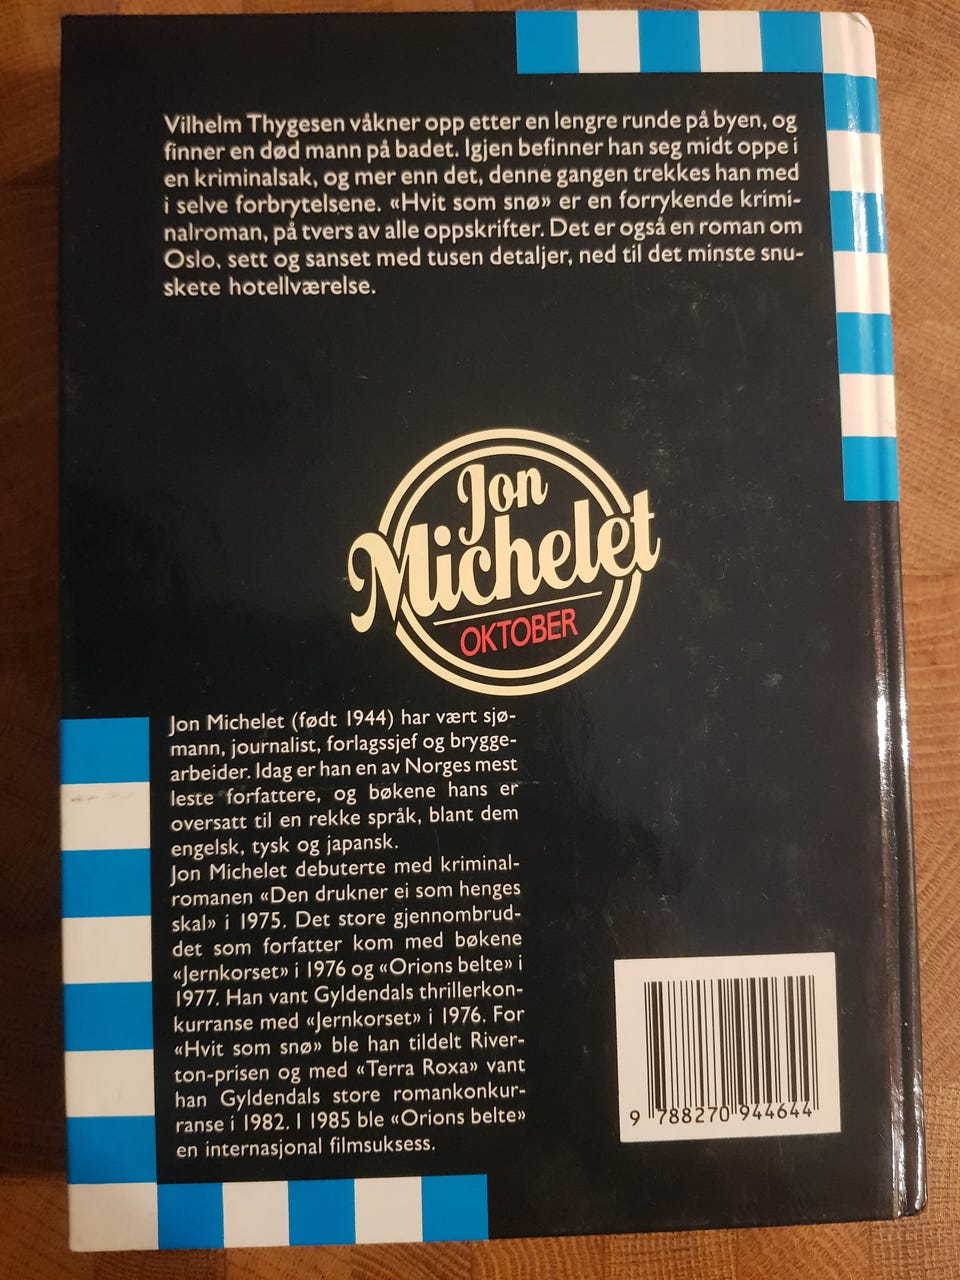 Vilhelm Thygesen våkner opp etter en lengre runde på byen, og
finner en død mann på badet. Igjen befinner han seg midt oppe i
en kriminalsak, og mer enn det, denne gangen trekkes han med
i selve forbrytelsene. «Hvit som snø» er en forrykende krimi-
nalroman, på tvers av alle oppskrifter. Det er også en roman om
Oslo, sett og sanset med tusen detaljer, ned til det minste snu-
skete hotellværelse.
Jon
Michelet
OKTOBER
Jon Michelet (født 1944) har vært sjø-
mann, journalist, forlagssjef og brygge-
arbeider. Idag er han en av Norges mest
leste forfattere, og bøkene hans er
oversatt til en rekke språk, blant dem
engelsk, tysk og japansk.
Jon Michelet debuterte med kriminal-
romanen «Den drukner ei som henges
skal» i 1975. Det store gjennombrud-
det som forfatter kom med bøkene
«Jernkorset» i 1976 og «Orions belte» i
1977. Han vant Gyldendals thrillerkon-
kurranse med «Jernkorset» i 1976. For
«Hvit som snø» ble han tildelt River-
ton-prisen og med «Terra Roxa» vant
han Gyldendals store romankonkur-
ranse i 1982. I 1985 ble «Orions belte»
en internasjonal filmsuksess.
9 788270 944644